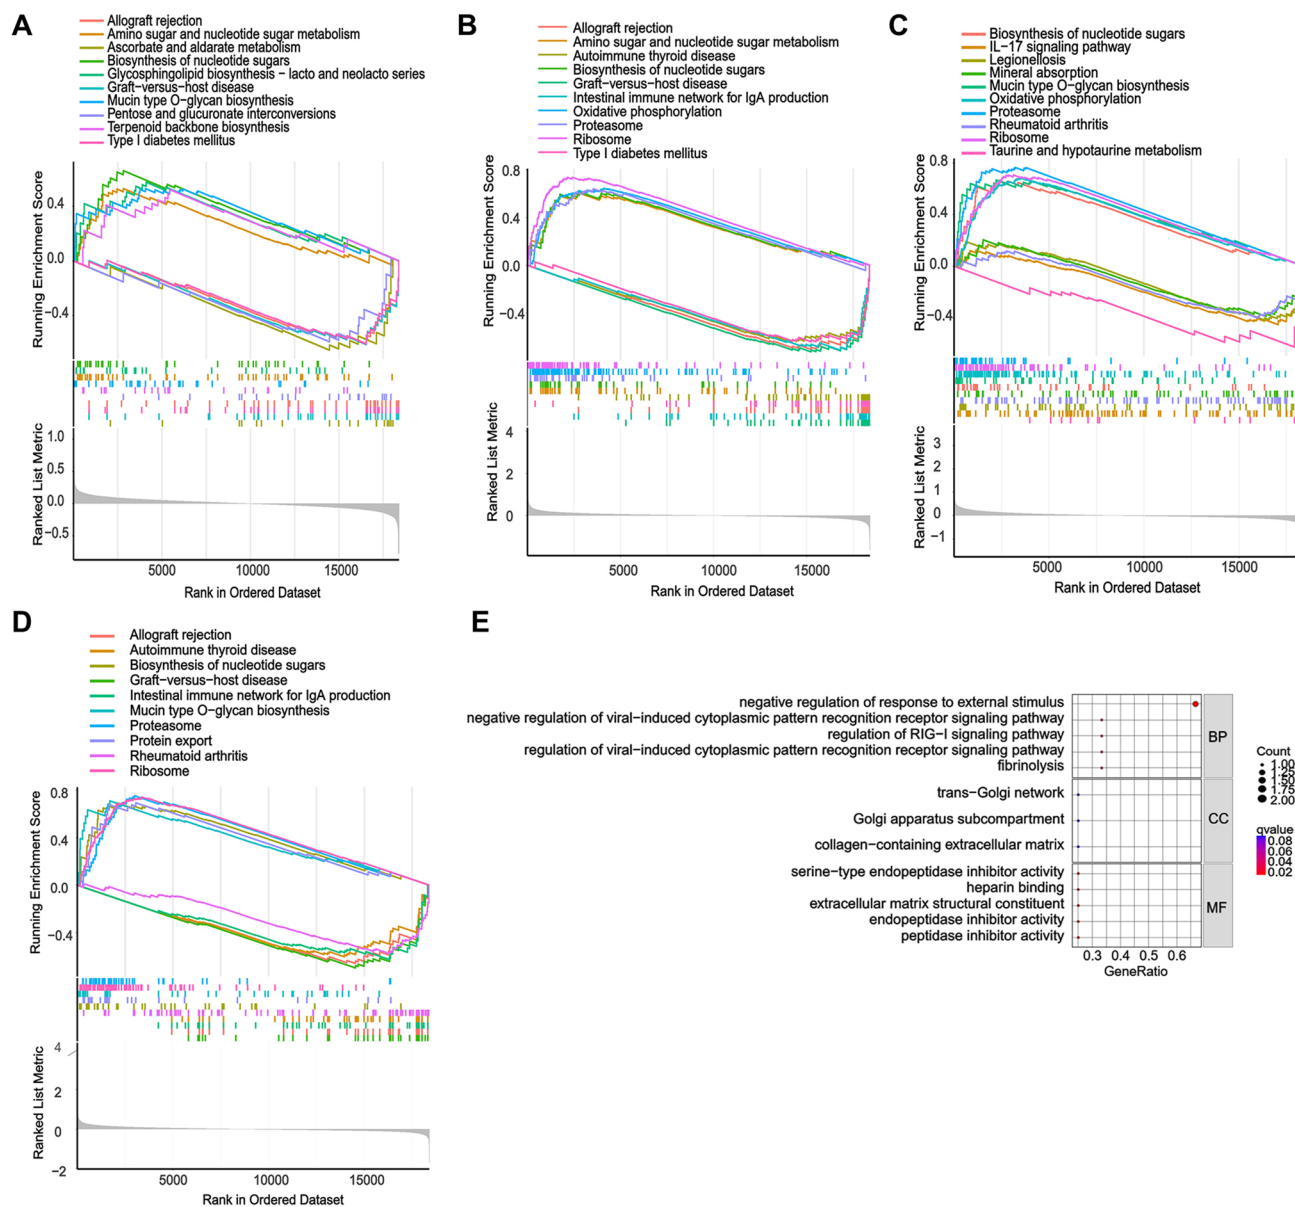 A
Allograft rejection
Amino sugar and nucleotide sugar metabolism
Ascorbate and aldarate metabolism
Biosynthesis of nucleotide sugars
Glycosphingolipid biosynthesis − lacto and neolacto series
Graft−versus−host disease
Mucin type O−glycan biosynthesis
Pentose and glucuronate interconversions
Terpenoid backbone biosynthesis
Type I diabetes mellitus
Running Enrichment Score
0.4
0.0
−0.4
Ranked List Metric
1.0
0.5
0.0
−0.5
5000 10000 15000
Rank in Ordered Dataset
B
Allograft rejection
Amino sugar and nucleotide sugar metabolism
Autoimmune thyroid disease
Biosynthesis of nucleotide sugars
Graft−versus−host disease
Intestinal immune network for IgA production
Oxidative phosphorylation
Proteasome
Ribosome
Type I diabetes mellitus
Running Enrichment Score
0.8
0.4
0.0
−0.4
Ranked List Metric
4
2
0
5000 10000 15000
Rank in Ordered Dataset
C
Biosynthesis of nucleotide sugars
IL−17 signaling pathway
Legionellosis
Mineral absorption
Mucin type O−glycan biosynthesis
Oxidative phosphorylation
Proteasome
Rheumatoid arthritis
Ribosome
Taurine and hypotaurine metabolism
Running Enrichment Score
0.8
0.4
0.0
−0.4
Ranked List Metric
3
2
1
0
−1
5000 10000 15000
Rank in Ordered Dataset
D
Allograft rejection
Autoimmune thyroid disease
Biosynthesis of nucleotide sugars
Graft−versus−host disease
Intestinal immune network for IgA production
Mucin type O−glycan biosynthesis
Proteasome
Protein export
Rheumatoid arthritis
Ribosome
Running Enrichment Score
0.8
0.4
0.0
−0.4
Ranked List Metric
4
2
0
−2
5000 10000 15000
Rank in Ordered Dataset
E
negative regulation of response to external stimulus
negative regulation of viral−induced cytoplasmic pattern recognition receptor signaling pathway
regulation of RIG−I signaling pathway
regulation of viral−induced cytoplasmic pattern recognition receptor signaling pathway
fibrinolysis
BP
trans−Golgi network
Golgi apparatus subcompartment
collagen−containing extracellular matrix
CC
serine−type endopeptidase inhibitor activity
heparin binding
extracellular matrix structural constituent
endopeptidase inhibitor activity
peptidase inhibitor activity
MF
0.3 0.4 0.5 0.6
GeneRatio
Count
1.00
1.25
1.50
1.75
2.00
qvalue
0.08
0.06
0.04
0.02